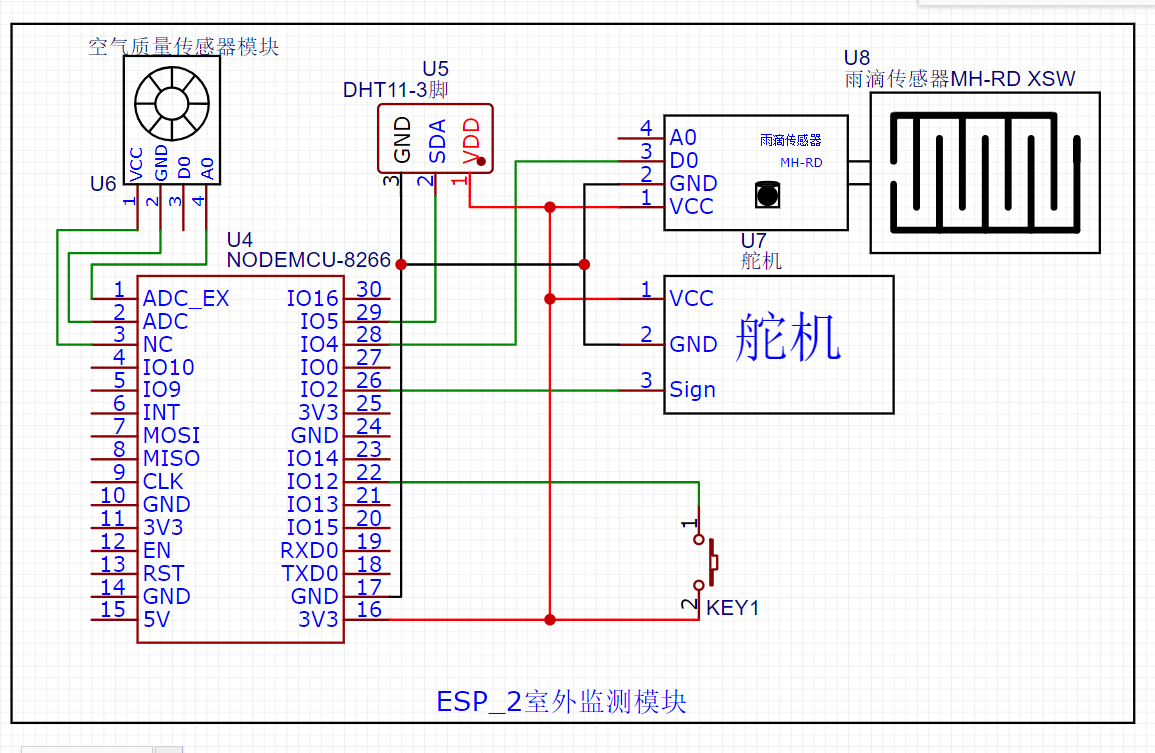 空气质量传感器模块
VCC
GND
D0
A0
U6
1
2
3
4
U5
DHT11-3脚
GND
SDA
VDD
3
2
1
U8
雨滴传感器MH-RD XSW
4 A0
3 D0
2 GND
1 VCC
雨滴传感器
MH-RD
U7
舵机
1 VCC
2 GND
3 Sign
舵机
U4
NODEMCU-8266
1 ADC_EX IO16 30
2 ADC IO5 29
3 NC IO4 28
4 IO10 IO0 27
5 IO9 IO2 26
6 INT 3V3 25
7 MOSI GND 24
8 MISO IO14 23
9 CLK IO12 22
10 GND IO13 21
11 3V3 IO15 20
12 EN RXD0 19
13 RST TXD0 18
14 GND GND 17
15 5V 3V3 16
1
2
KEY1
ESP_2室外监测模块